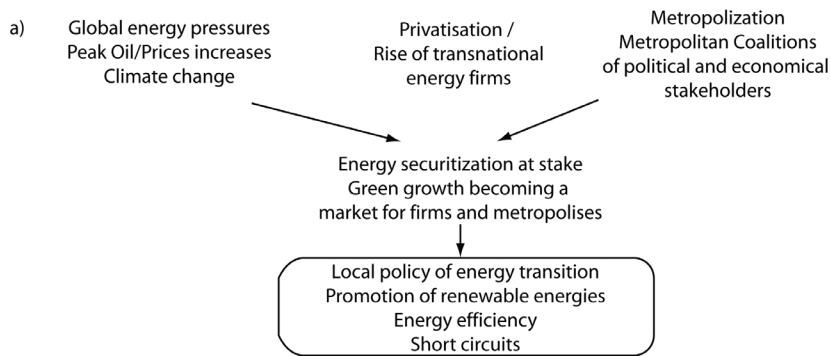 a)
Global energy pressures
Peak Oil/Prices increases
Climate change
Privatisation /
Rise of transnational
energy firms
Metropolization
Metropolitan Coalitions
of political and economical
stakeholders
Energy securitization at stake
Green growth becoming a
market for firms and metropolises
Local policy of energy transition
Promotion of renewable energies
Energy efficiency
Short circuits